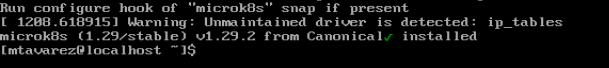 Run configure hook of "microk8s" snap if present
[ 1208.618915] Warning: Unmaintained driver is detected: ip_tables
microk8s (1.29/stable) v1.29.2 from Canonical✓ installed
[mtavarez@localhost ~]$